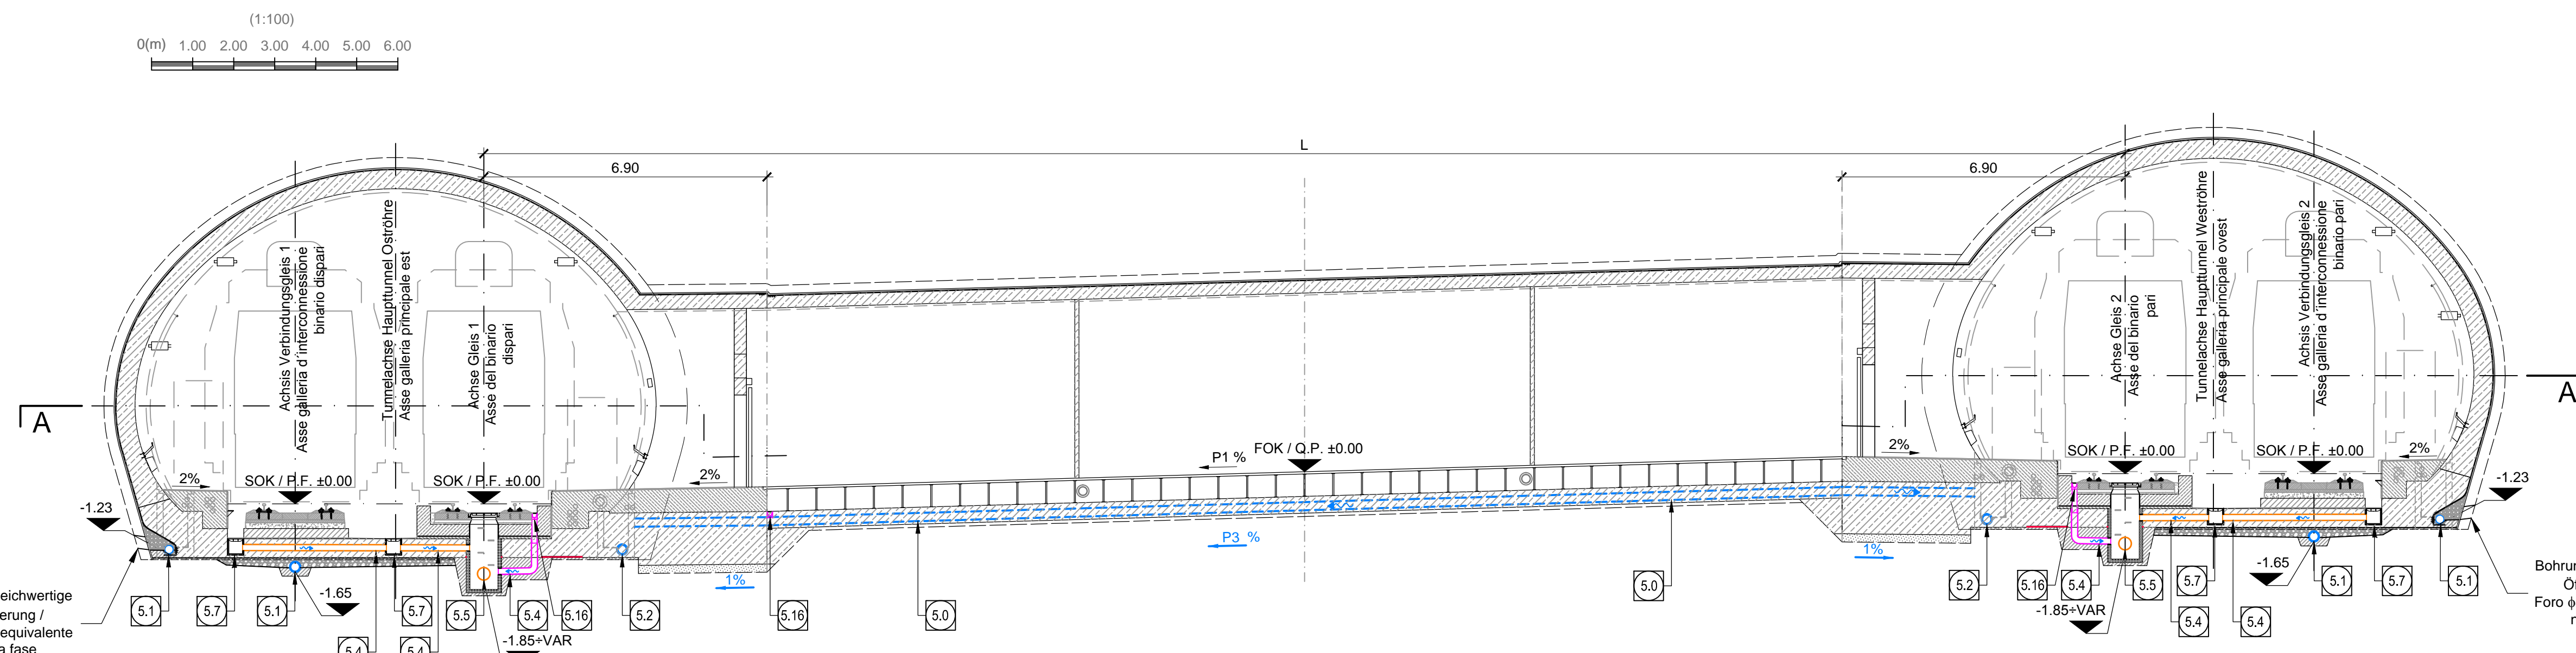 (1:100)
0(m) 1.00 2.00 3.00 4.00 5.00 6.00
L
6.90
6.90
Achsis Verbindungsgleis 1
Asse galleria d'interconnessione
binario dispari
Tunnelachse Haupttunnel Oströhre
Asse galleria principale est
Achse Gleis 1
Asse del binario
dispari
Achse Gleis 2
Asse del binario
pari
Tunnelachse Haupttunnel Weströhre
Asse galleria principale ovest
Achsis Verbindungsgleis 2
Asse galleria d'interconnessione
binario pari
A
A
2%
SOK / P.F. ±0.00
SOK / P.F. ±0.00
2%
P1 %
FOK / Q.P. ±0.00
2%
SOK / P.F. ±0.00
SOK / P.F. ±0.00
2%
-1.23
-1.23
P3 %
1%
1%
5.1
5.7
5.1
-1.65
5.7
5.5
5.4
5.16
5.2
5.16
5.0
5.0
5.2
5.16
5.4
5.5
5.7
-1.65
5.1
5.7
5.1
5.4
5.4
-1.85÷VAR
-1.85÷VAR
5.4
5.4
eichwertige
erung /
equivalente
a fase
Bohrun
Öf
Foro ϕ